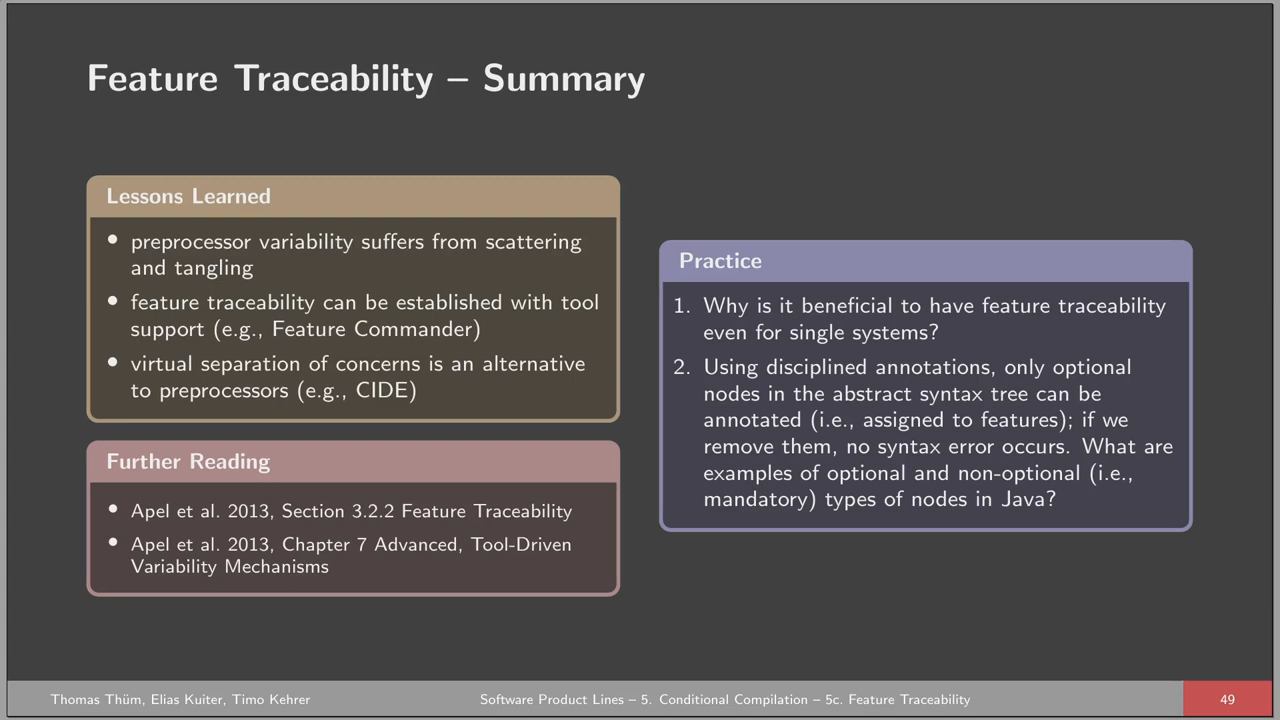 Feature Traceability – Summary
Lessons Learned
• preprocessor variability suffers from scattering
and tangling
• feature traceability can be established with tool
support (e.g., Feature Commander)
• virtual separation of concerns is an alternative
to preprocessors (e.g., CIDE)
Further Reading
• Apel et al. 2013, Section 3.2.2 Feature Traceability
• Apel et al. 2013, Chapter 7 Advanced, Tool-Driven
Variability Mechanisms
Practice
1. Why is it beneficial to have feature traceability
even for single systems?
2. Using disciplined annotations, only optional
nodes in the abstract syntax tree can be
annotated (i.e., assigned to features); if we
remove them, no syntax error occurs. What are
examples of optional and non-optional (i.e.,
mandatory) types of nodes in Java?
Thomas Thüm, Elias Kuiter, Timo Kehrer
Software Product Lines – 5. Conditional Compilation – 5c. Feature Traceability
49